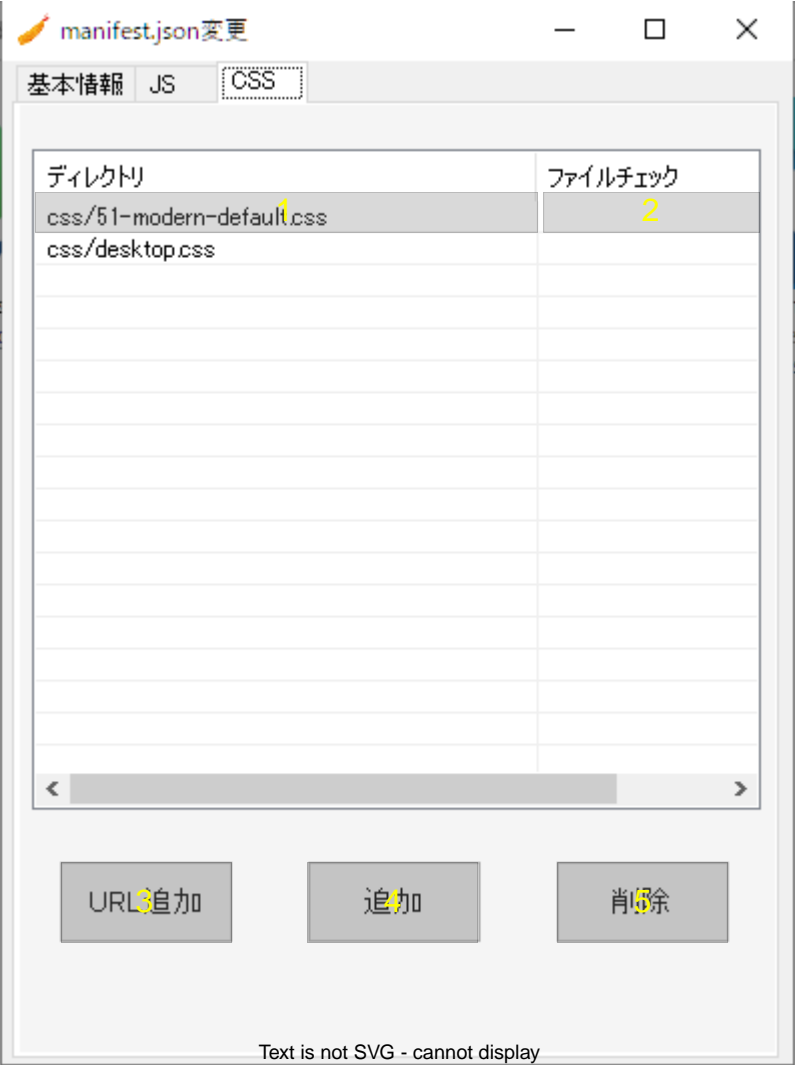 manifest.json変更
基本情報 JS CSS
ディレクトリ ファイルチェック
css/51-modern-default.css 1 2
css/desktop.css
URL追加 3 追加 4 削除 5
Text is not SVG - cannot display